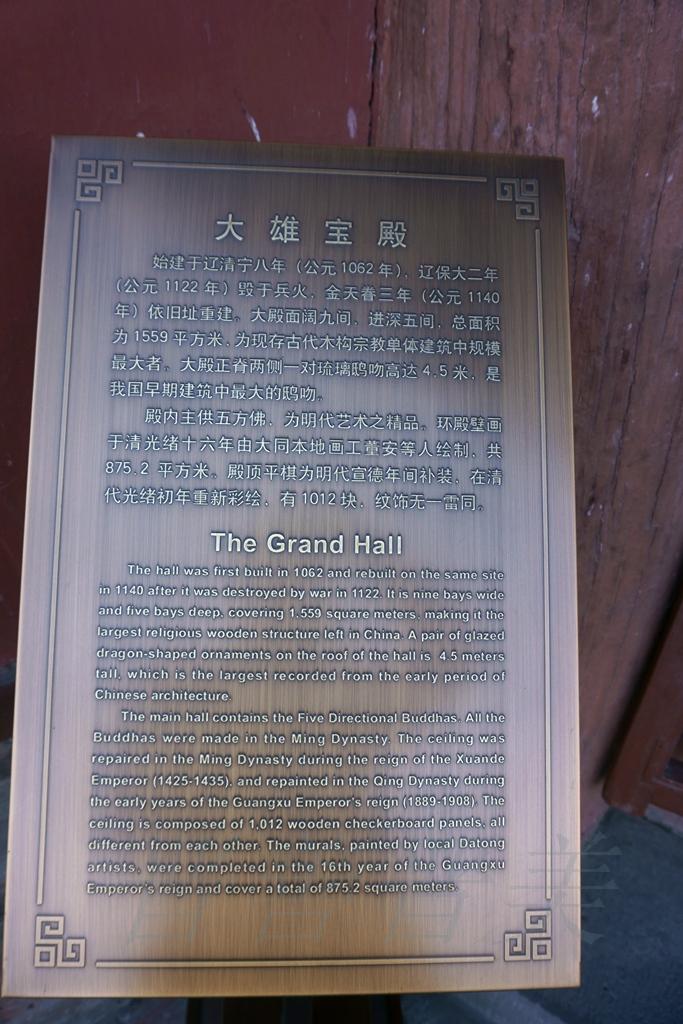 大雄宝殿
始建于辽清宁八年（公元1062年），辽保大二年
（公元1122年）毁于兵火，金天眷三年（公元1140
年）依旧址重建。大殿面阔九间，进深五间，总面积
为1559平方米，为现存古代木构宗教单体建筑中规模
最大者。大殿正脊两侧一对琉璃鸱吻高达4.5米，是
我国早期建筑中最大的鸱吻。
殿内主供五方佛，为明代艺术之精品。环殿壁画
于清光绪十六年由大同本地画工董安等人绘制，共
875.2平方米。殿顶平棋为明代宣德年间补装，在清
代光绪初年重新彩绘，有1012块，纹饰无一雷同。
The Grand Hall
The hall was first built in 1062 and rebuilt on the same site
in 1140 after it was destroyed by war in 1122. It is nine bays wide
and five bays deep, covering 1,559 square meters, making it the
largest religious wooden structure left in China. A pair of glazed
dragon-shaped ornaments on the roof of the hall is 4.5 meters
tall, which is the largest recorded from the early period of
Chinese architecture.
The main hall contains the Five Directional Buddhas. All the
Buddhas were made in the Ming Dynasty. The ceiling was
repaired in the Ming Dynasty during the reign of the Xuande
Emperor (1425-1435), and repainted in the Qing Dynasty during
the early years of the Guangxu Emperor's reign (1889-1908). The
ceiling is composed of 1,012 wooden checkerboard panels, all
different from each other. The murals, painted by local Datong
artists, were completed in the 16th year of the Guangxu
Emperor's reign and cover a total of 875.2 square meters.